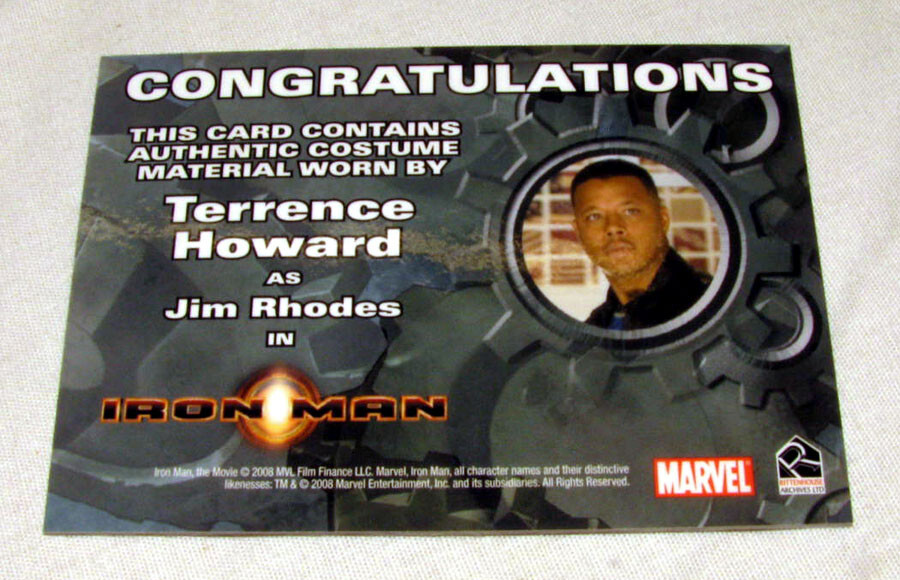 CONGRATULATIONS
THIS CARD CONTAINS
AUTHENTIC COSTUME
MATERIAL WORN BY
Terrence
Howard
AS
Jim Rhodes
IN
IRON MAN
Iron Man, the Movie © 2008 MVL Film Finance LLC. Marvel, Iron Man, all character names and their distinctive
likenesses: TM & © 2008 Marvel Entertainment, Inc. and its subsidiaries. All Rights Reserved.
MARVEL
RITTENHOUSE
ARCHIVES LTD